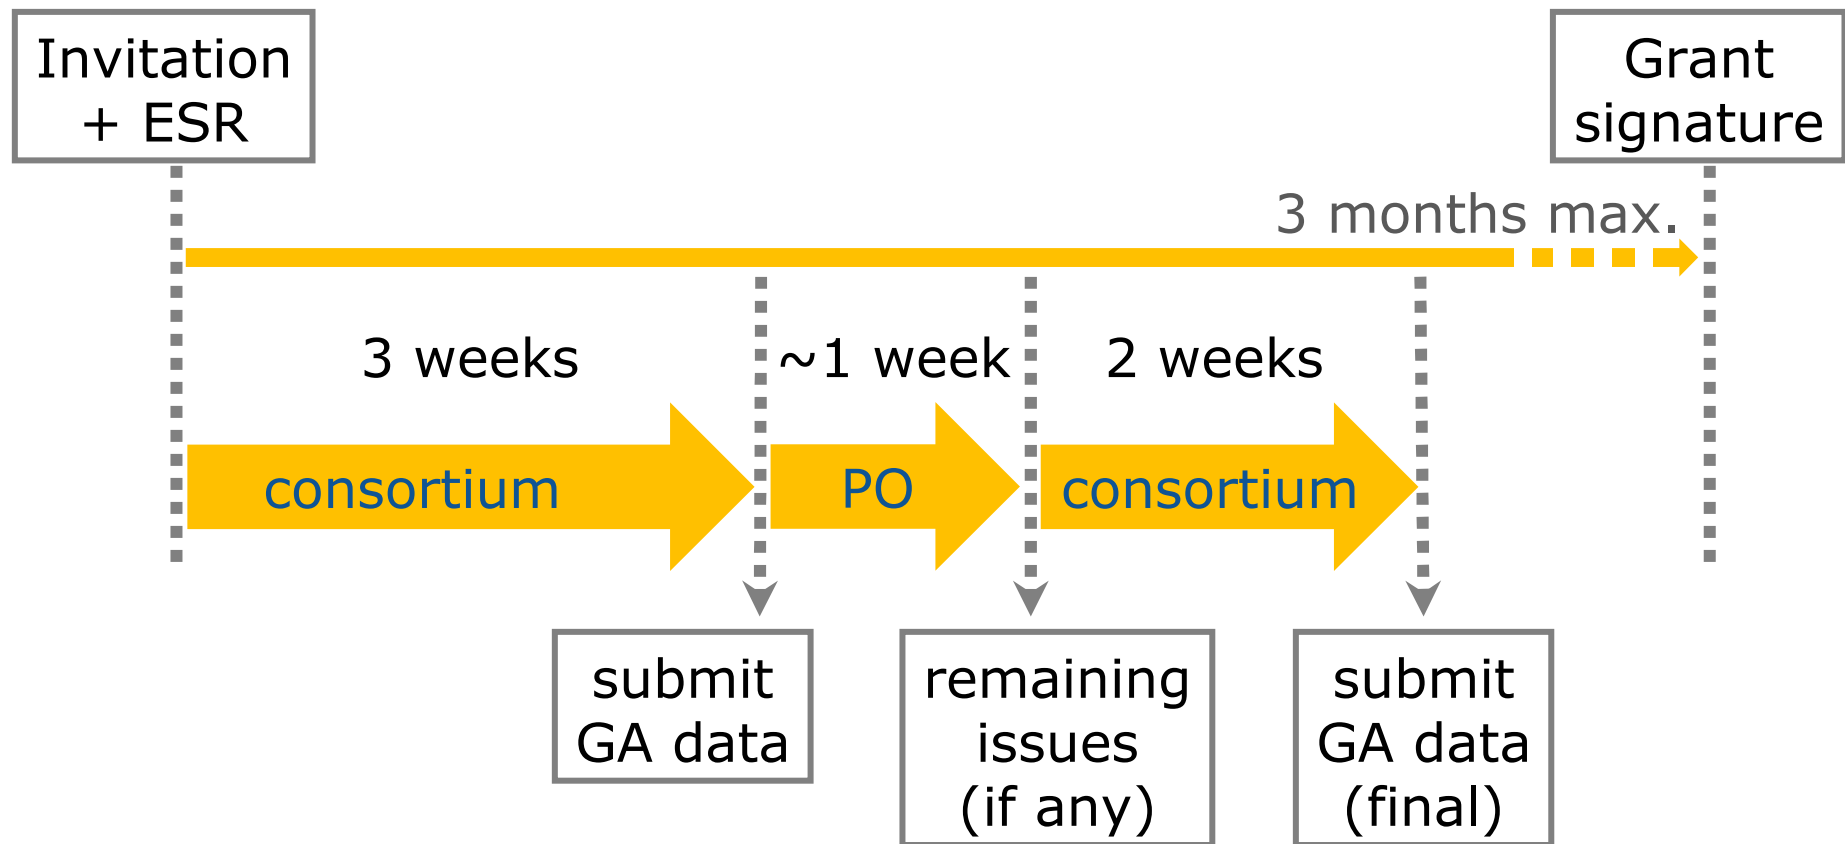 Invitation
+ ESR
Grant
signature
3 months max.
3 weeks
~1 week
2 weeks
consortium
PO
consortium
submit
GA data
remaining
issues
(if any)
submit
GA data
(final)